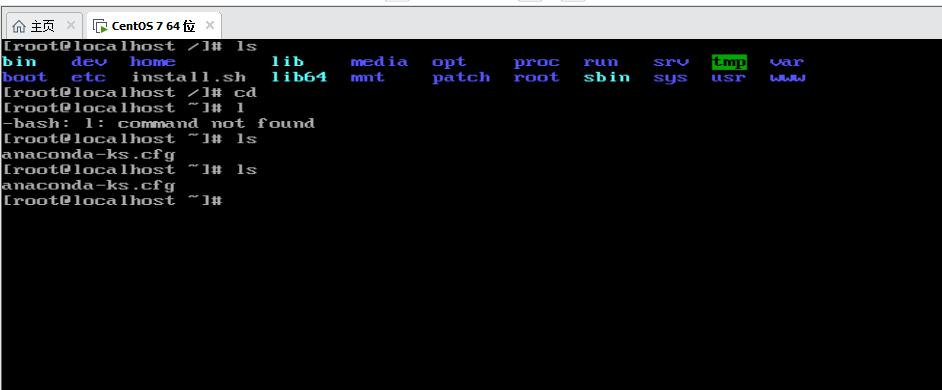 主页 × CentOS 7 64 位 ×
[root@localhost /]# ls
bin dev home lib media opt proc run srv tmp var
boot etc install.sh lib64 mnt patch root sbin sys usr www
[root@localhost /]# cd
[root@localhost ~]# l
-bash: l: command not found
[root@localhost ~]# ls
anaconda-ks.cfg
[root@localhost ~]# ls
anaconda-ks.cfg
[root@localhost ~]#